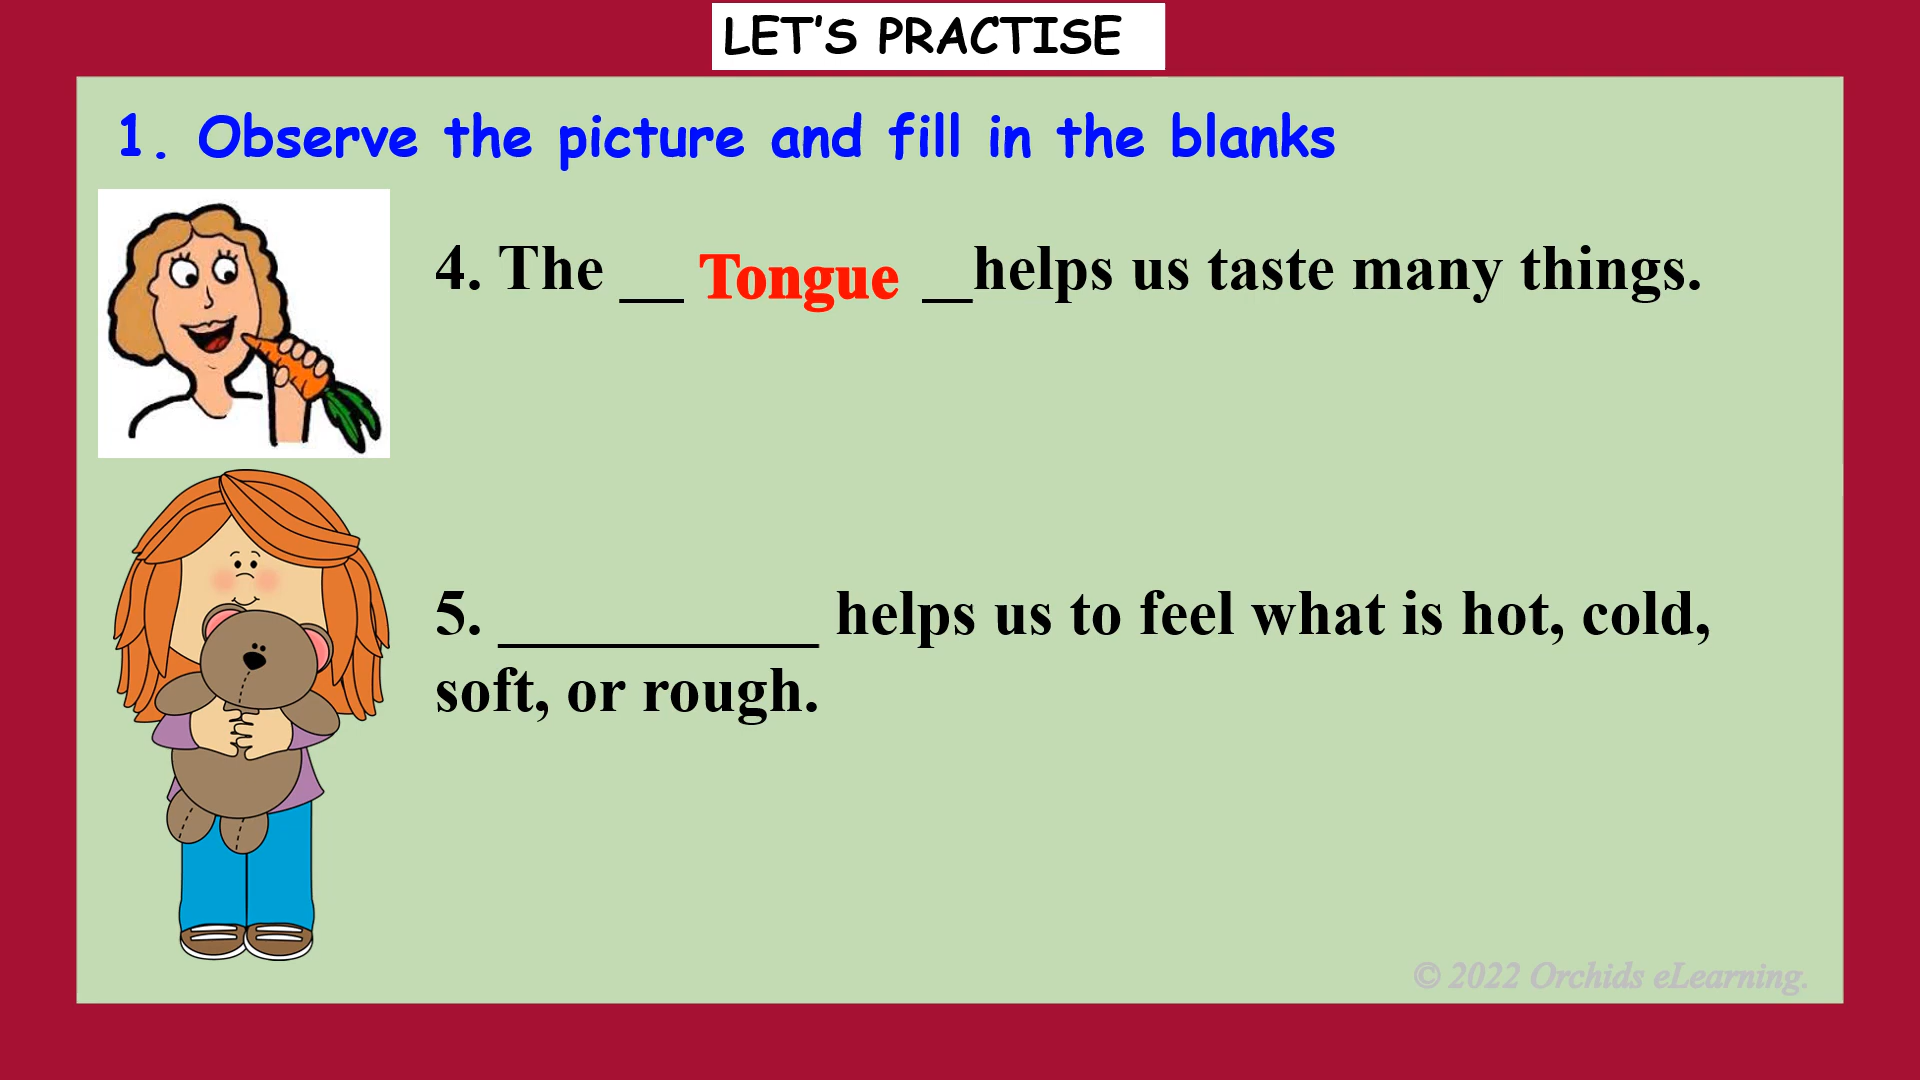 LET'S PRACTISE
1. Observe the picture and fill in the blanks
4. The __ Tongue __helps us taste many things.
5. __________ helps us to feel what is hot, cold,
soft, or rough.
© 2022 Orchids eLearning.